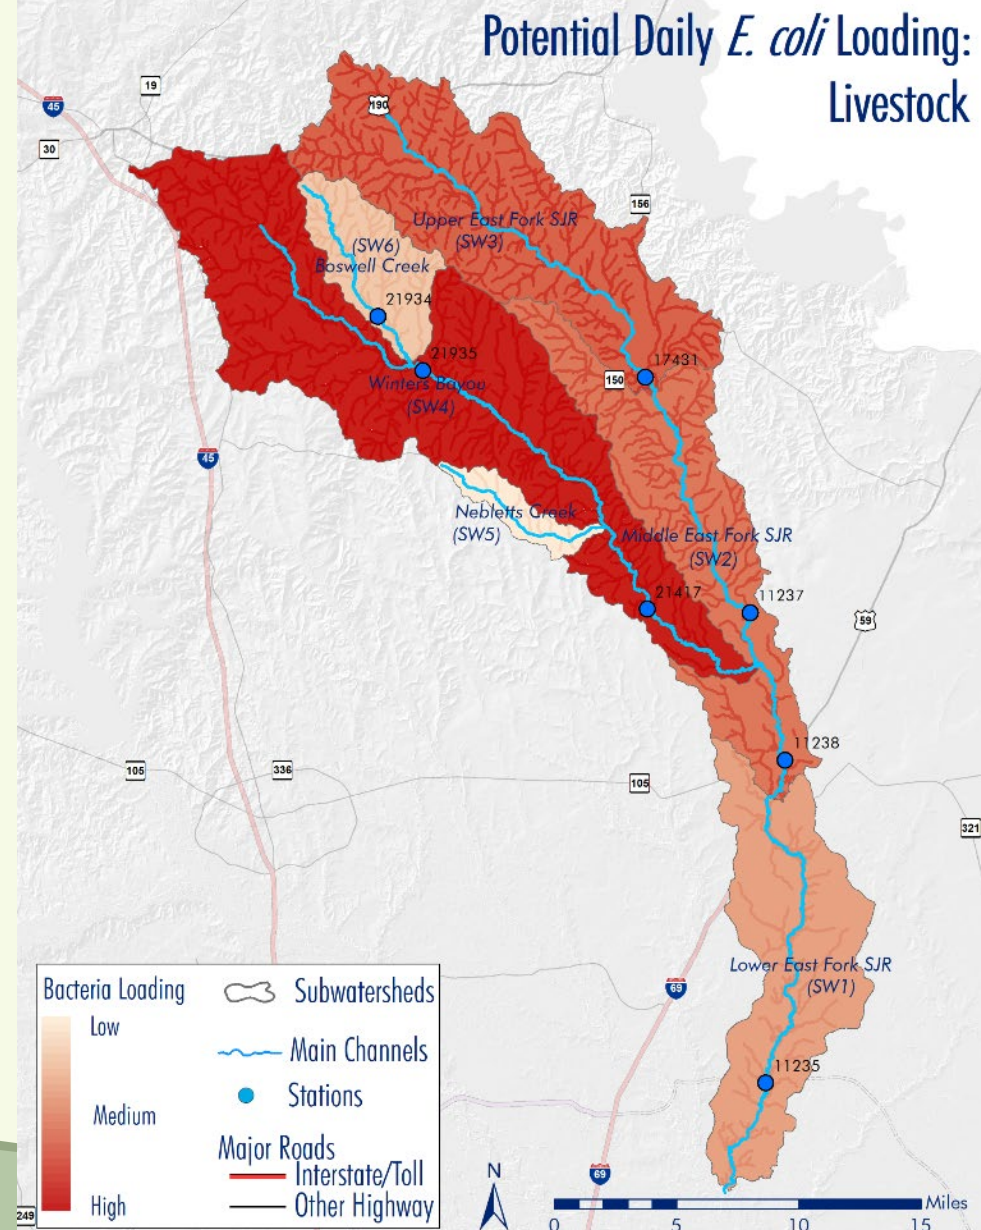 Potential Daily E. coli Loading:
Livestock
19
45
190
30
156
Upper East Fork SJR
(SW3)
(SW6)
Boswell Creek
21934
21935
17431
150
Winters Bayou
(SW4)
45
Nebletts Creek
(SW5)
Middle East Fork SJR
(SW2)
21417
11237
59
11238
105
336
105
321
Lower East Fork SJR
(SW1)
69
11235
69
249
Bacteria Loading
Low
Medium
High
Subwatersheds
Main Channels
Stations
Major Roads
Interstate/Toll
Other Highway
N
Miles
0 5 10 15